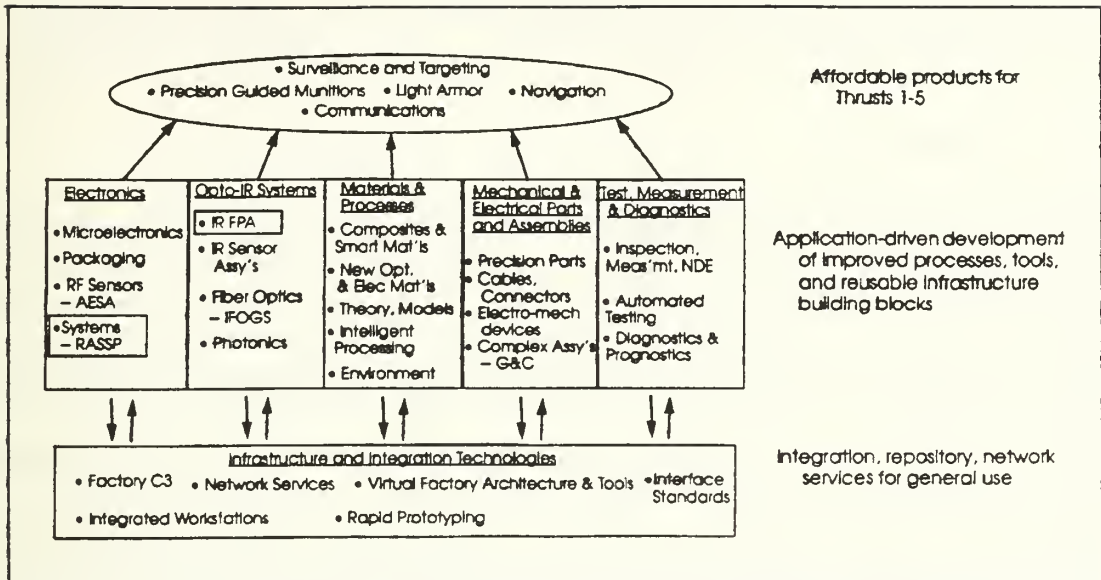 • Surveillance and Targeting
• Precision Guided Munitions • Light Armor • Navigation
• Communications
Affordable products for
Thrusts 1-5
Electronics
• Microelectronics
• Packaging
• RF Sensors
– AESA
• Systems
– RASSP
Opto-IR Systems
• IR FPA
• IR Sensor
Assy's
• Fiber Optics
– IFOGS
• Photonics
Materials &
Processes
• Composites &
Smart Mat'ls
• New Opt.
& Elec Mat'ls
• Theory, Models
• Intelligent
Processing
• Environment
Mechanical &
Electrical Parts
and Assemblies
• Precision Parts
• Cables,
Connectors
• Electro-mech
devices
• Complex Assy's
– G&C
Test, Measurement
& Diagnostics
• Inspection,
Meas'mt, NDE
• Automated
Testing
• Diagnostics &
Prognostics
Application-driven development
of improved processes, tools,
and reusable infrastructure
building blocks
Infrastructure and Integration Technologies
• Factory C3 • Network Services • Virtual Factory Architecture & Tools • Interface
Standards
• Integrated Workstations • Rapid Prototyping
Integration, repository, network
services for general use